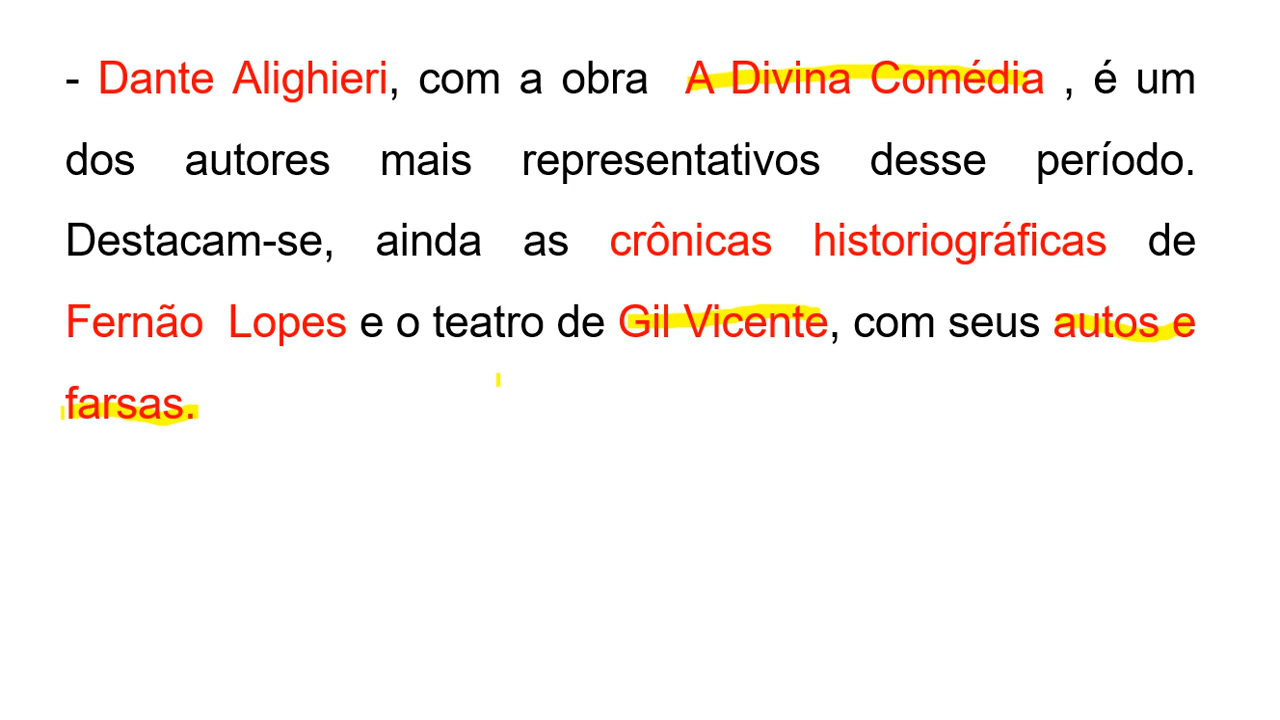 - Dante Alighieri, com a obra A Divina Comédia , é um
dos autores mais representativos desse período.
Destacam-se, ainda as crônicas historiográficas de
Fernão Lopes e o teatro de Gil Vicente, com seus autos e
farsas.